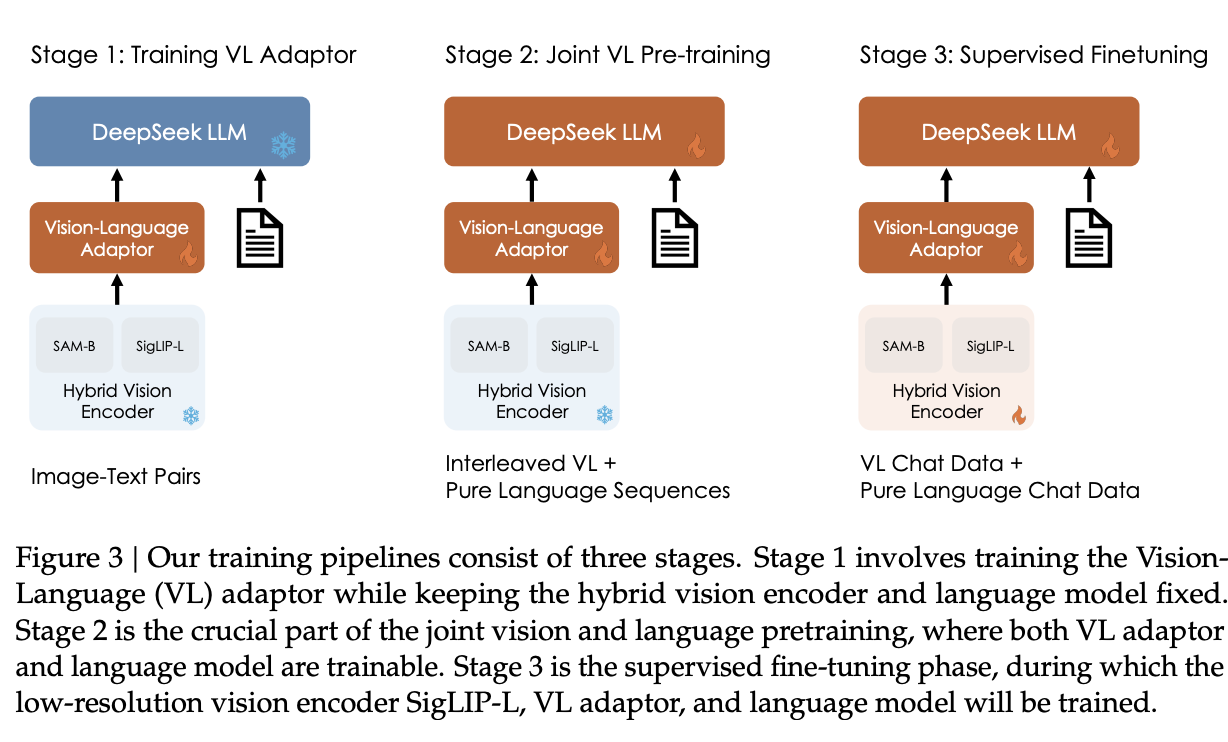 Stage 1: Training VL Adaptor
DeepSeek LLM
Vision-Language
Adaptor
SAM-B
SigLIP-L
Hybrid Vision
Encoder
Image-Text Pairs
Stage 2: Joint VL Pre-training
DeepSeek LLM
Vision-Language
Adaptor
SAM-B
SigLIP-L
Hybrid Vision
Encoder
Interleaved VL +
Pure Language Sequences
Stage 3: Supervised Finetuning
DeepSeek LLM
Vision-Language
Adaptor
SAM-B
SigLIP-L
Hybrid Vision
Encoder
VL Chat Data +
Pure Language Chat Data
Figure 3 | Our training pipelines consist of three stages. Stage 1 involves training the Vision-
Language (VL) adaptor while keeping the hybrid vision encoder and language model fixed.
Stage 2 is the crucial part of the joint vision and language pretraining, where both VL adaptor
and language model are trainable. Stage 3 is the supervised fine-tuning phase, during which the
low-resolution vision encoder SigLIP-L, VL adaptor, and language model will be trained.